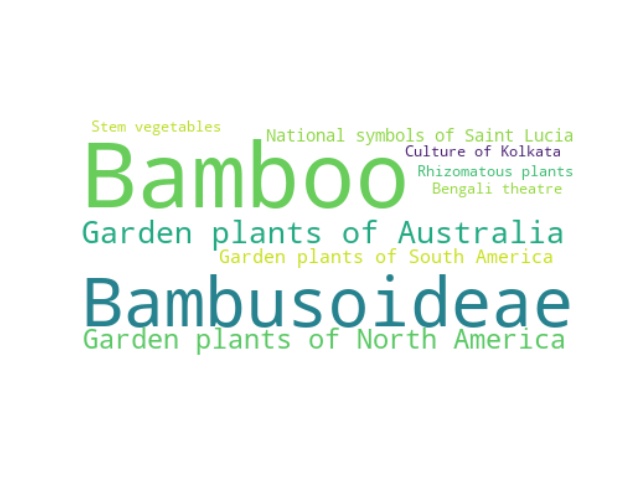 Stem vegetables
National symbols of Saint Lucia
Bamboo
Culture of Kolkata
Rhizomatous plants
Bengali theatre
Garden plants of Australia
Garden plants of South America
Bambusoideae
Garden plants of North America